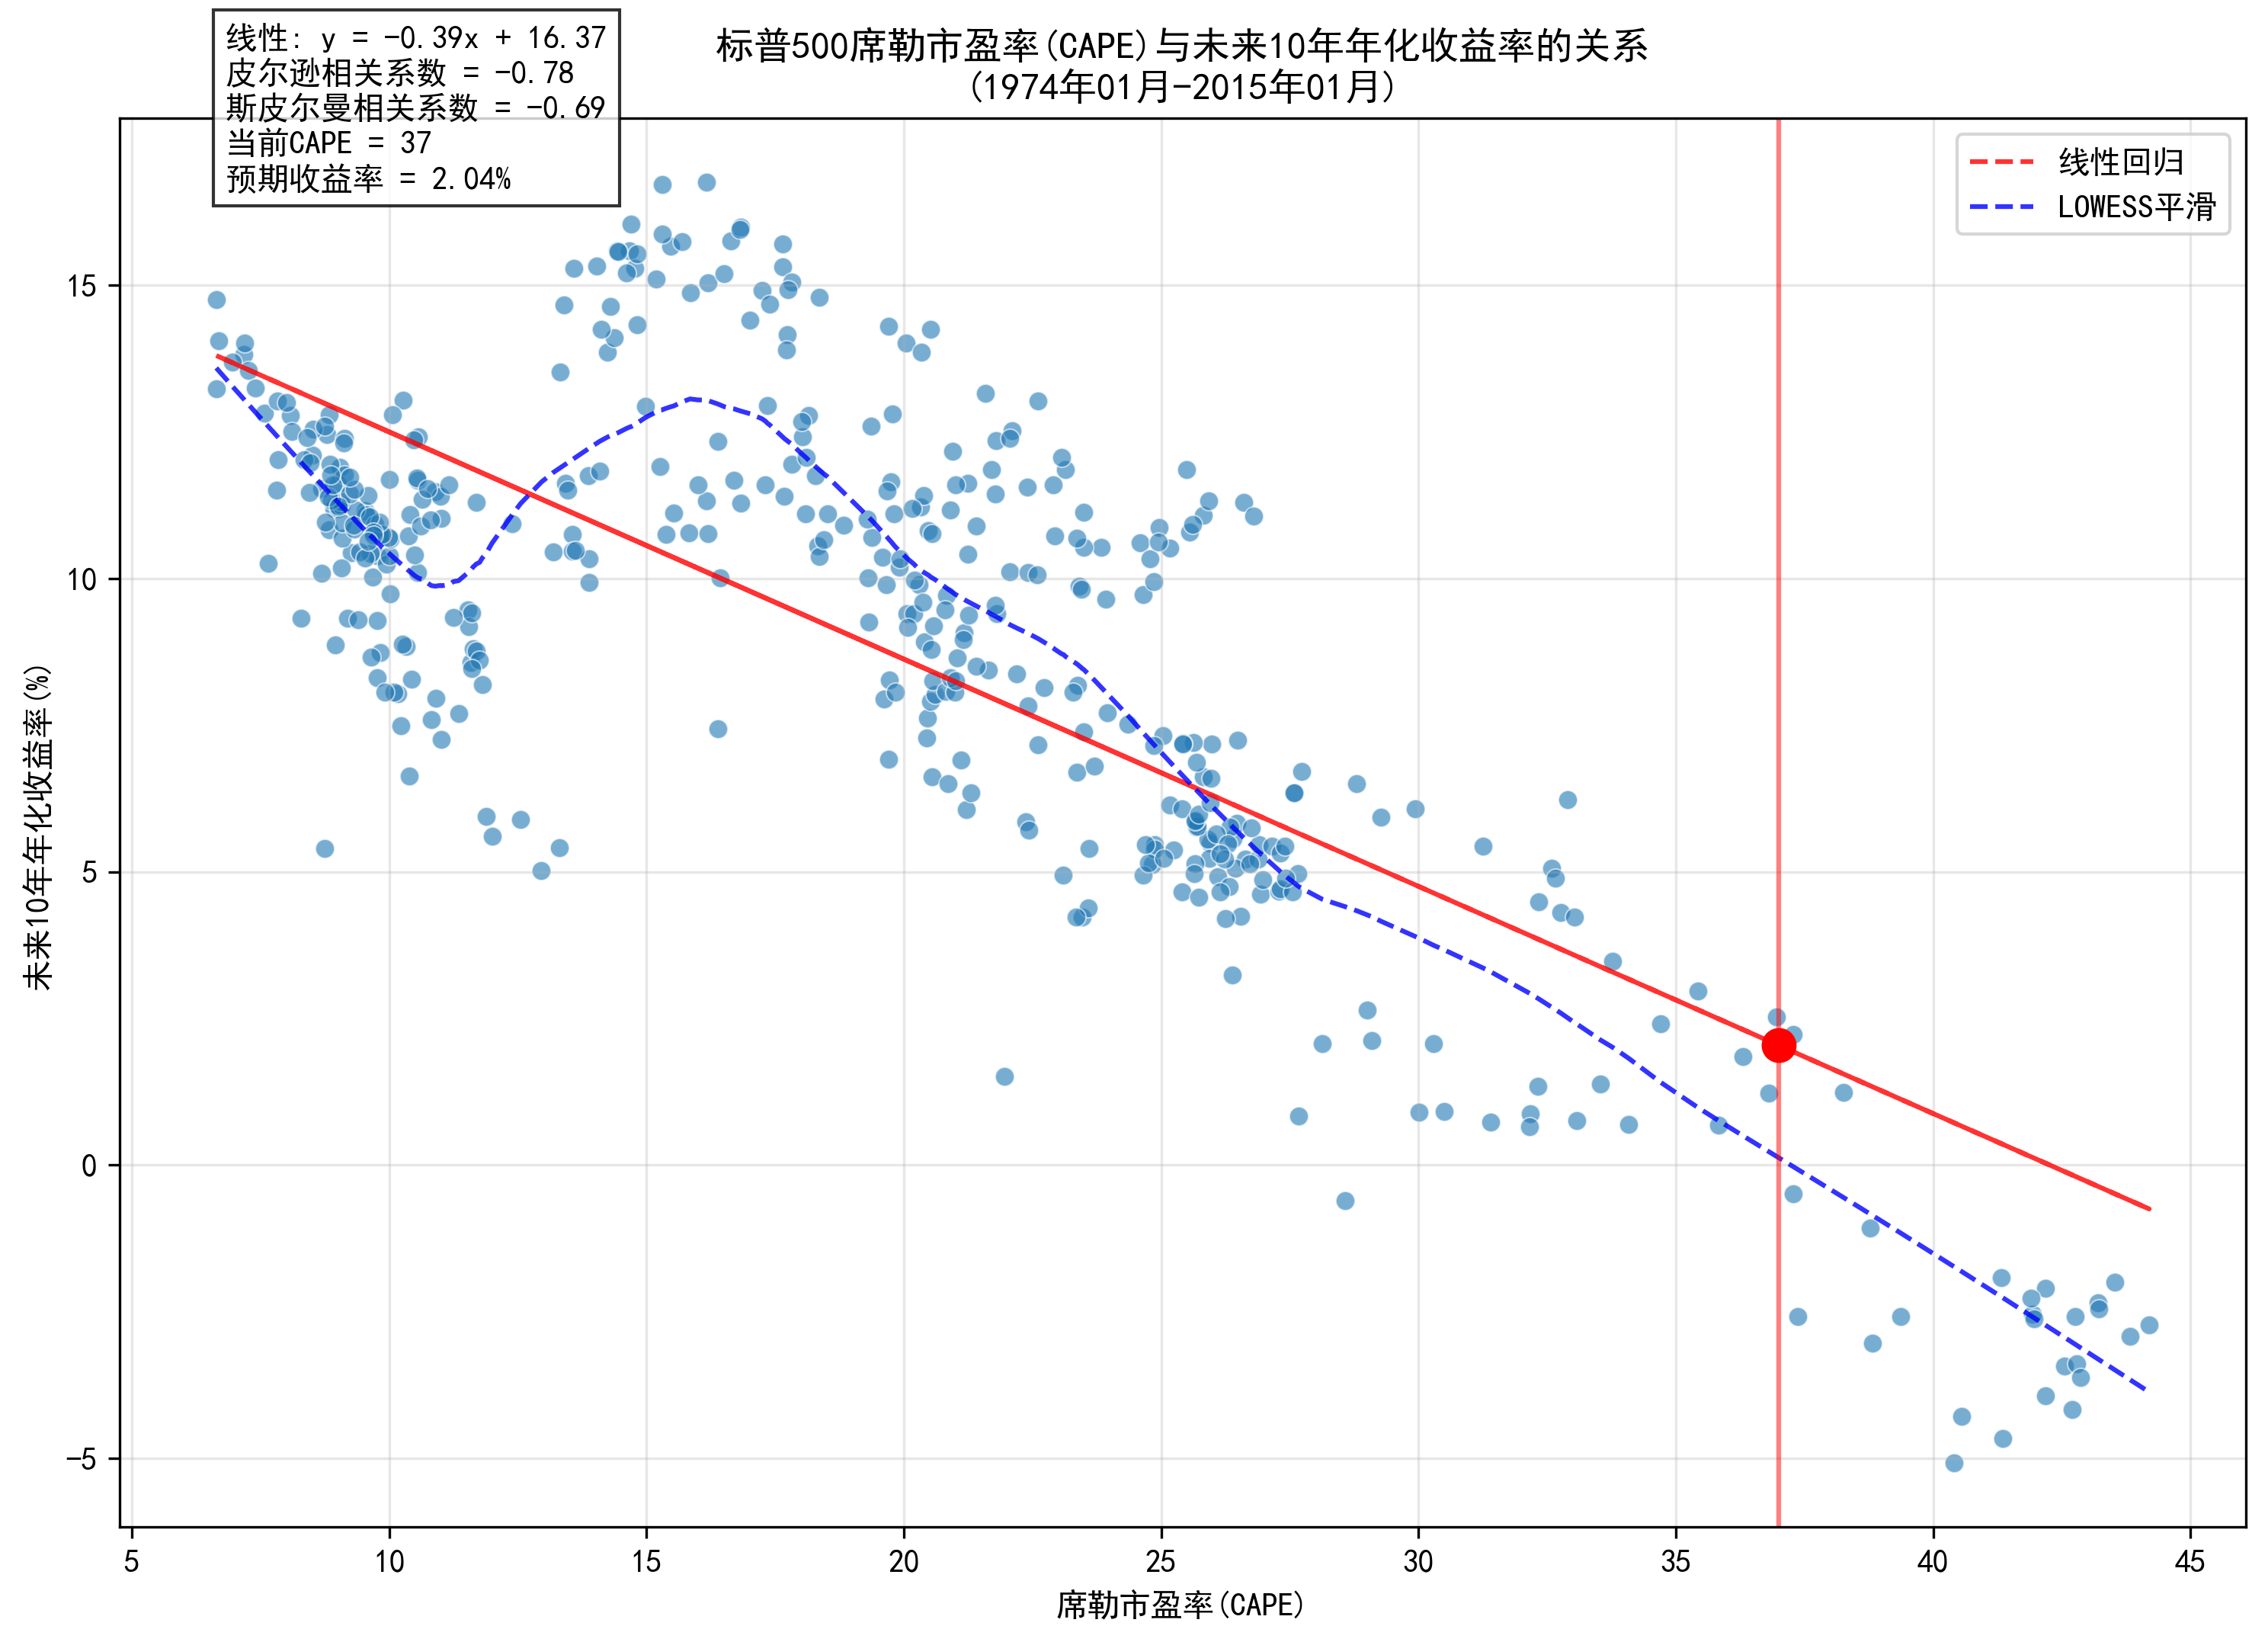 标普500席勒市盈率(CAPE)与未来10年年化收益率的关系
(1974年01月-2015年01月)
线性: y = -0.39x + 16.37
皮尔逊相关系数 = -0.78
斯皮尔曼相关系数 = -0.69
当前CAPE = 37
预期收益率 = 2.04%
线性回归
LOWESS平滑
未来10年年化收益率(%)
15
10
5
0
-5
5 10 15 20 25 30 35 40 45
席勒市盈率(CAPE)